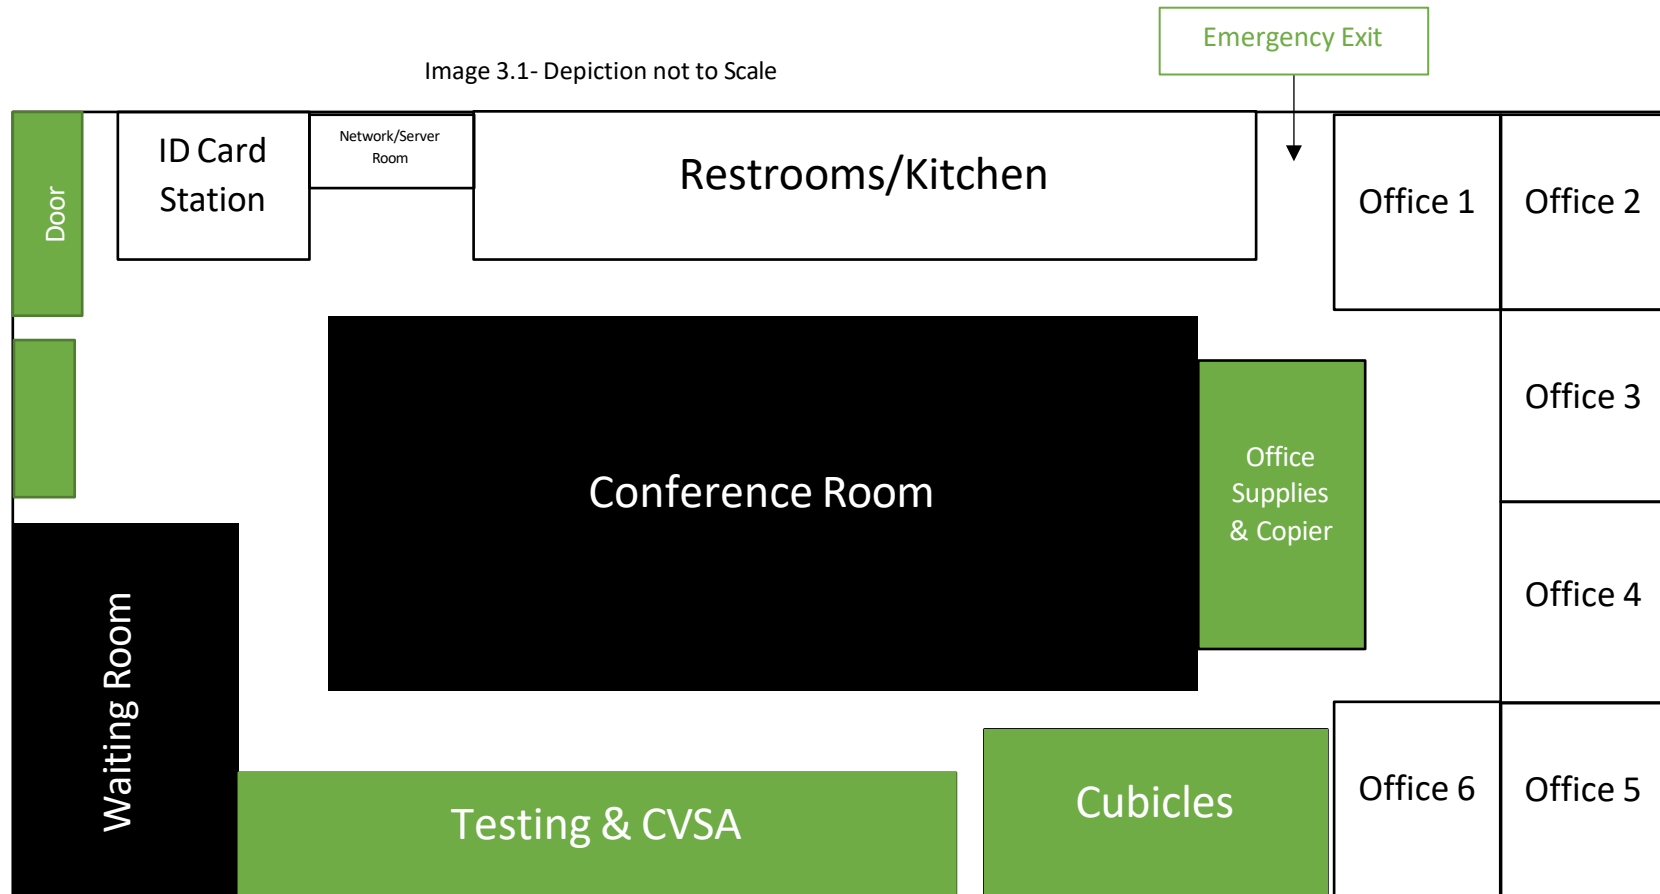 Emergency Exit
Image 3.1- Depiction not to Scale
Door
ID Card
Station
Network/Server
Room
Restrooms/Kitchen
Office 1
Office 2
Office 3
Conference Room
Office
Supplies
& Copier
Office 4
Waiting Room
Testing & CVSA
Cubicles
Office 6
Office 5